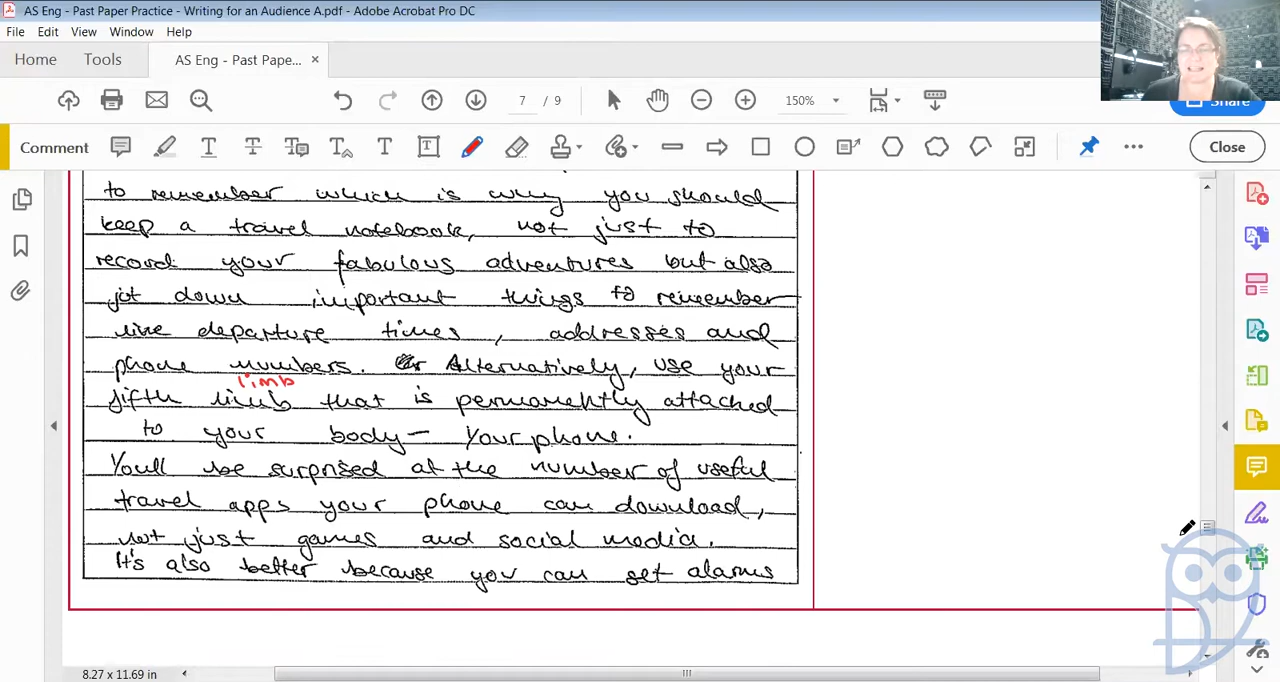 AS Eng - Past Paper Practice - Writing for an Audience A.pdf - Adobe Acrobat Pro DC
File Edit View Window Help
Home Tools AS Eng - Past Pape... ×
7 / 9 150%
Share
Comment Close
to remember which is why you should
keep a travel notebook, not just to
record your fabulous adventures but also
jot down important things to remember
like departure times, addresses and
phone numbers. Alternatively, use your
limb
fifth limb that is permanently attached
to your body - Your phone.
You'll be surprised at the number of useful
travel apps your phone can download,
not just games and social media.
It's also better because you can set alarms
8.27 x 11.69 in